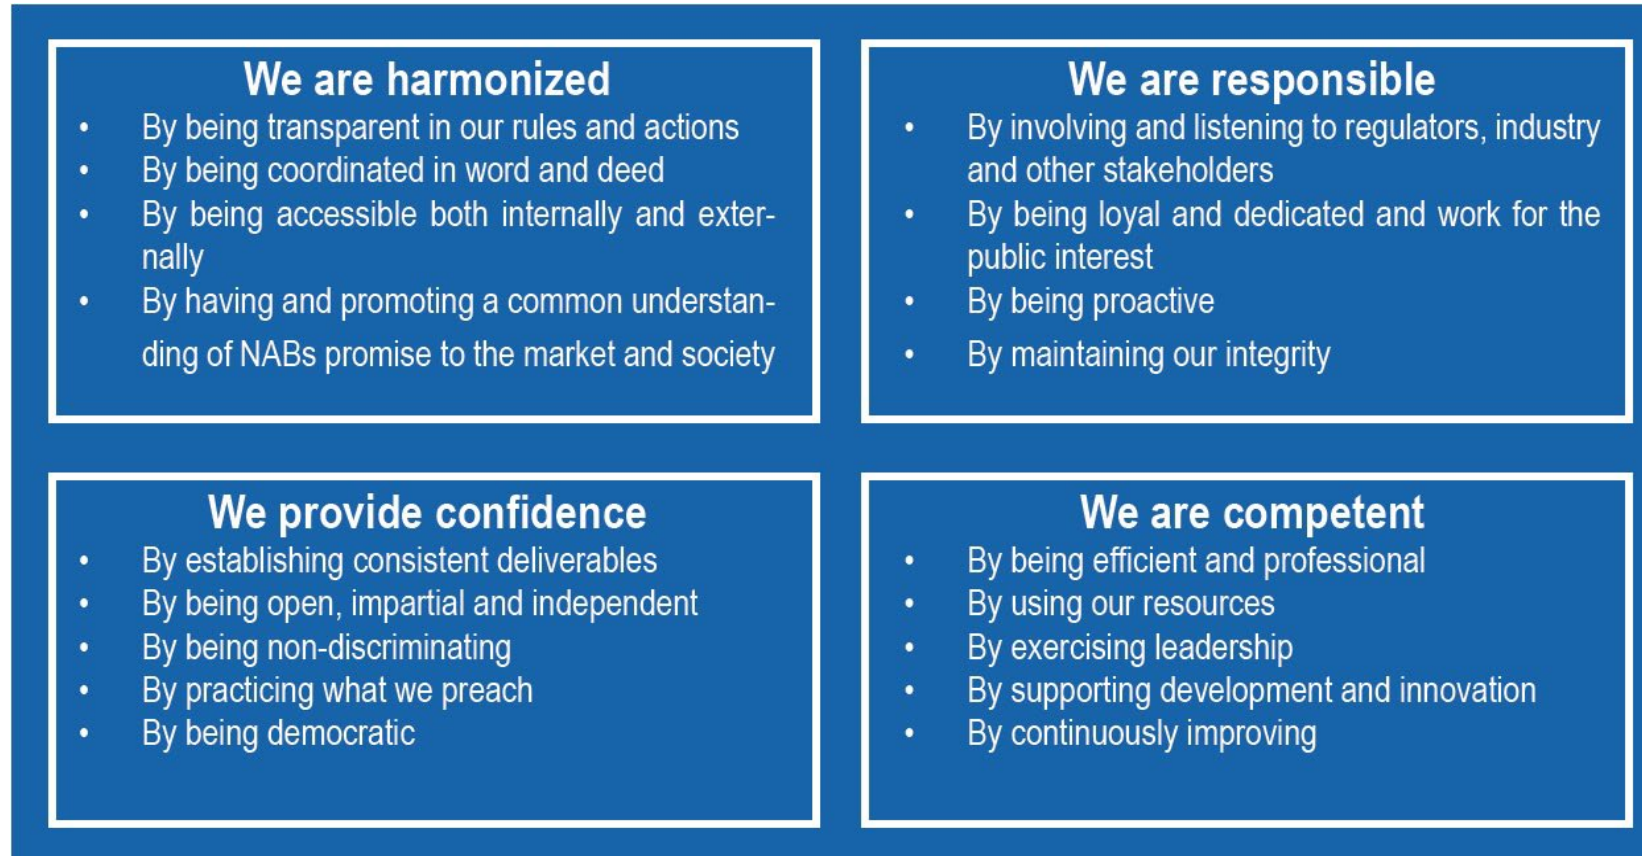 We are harmonized
• By being transparent in our rules and actions
• By being coordinated in word and deed
• By being accessible both internally and exter-
nally
• By having and promoting a common understan-
ding of NABs promise to the market and society
We are responsible
• By involving and listening to regulators, industry
and other stakeholders
• By being loyal and dedicated and work for the
public interest
• By being proactive
• By maintaining our integrity
We provide confidence
• By establishing consistent deliverables
• By being open, impartial and independent
• By being non-discriminating
• By practicing what we preach
• By being democratic
We are competent
• By being efficient and professional
• By using our resources
• By exercising leadership
• By supporting development and innovation
• By continuously improving